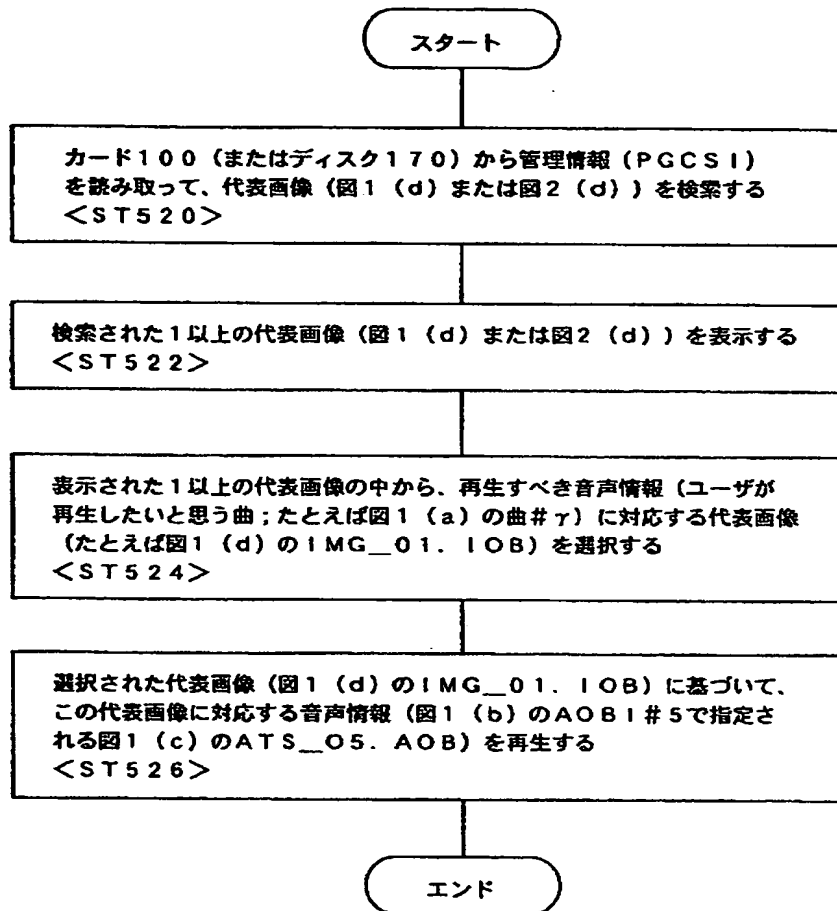 スタート
カード100(またはディスク170)から管理情報(PGCSI)
を読み取って、代表画像(図1(d)または図2(d))を検索する
<ST520>
検索された1以上の代表画像(図1(d)または図2(d))を表示する
<ST522>
表示された1以上の代表画像の中から、再生すべき音声情報(ユーザが
再生したいと思う曲;たとえば図1(a)の曲#γ)に対応する代表画像
(たとえば図1(d)のIMG__01.IOB)を選択する
<ST524>
選択された代表画像(図1(d)のIMG__01.IOB)に基づいて、
この代表画像に対応する音声情報(図1(b)のAOBI#5で指定さ
れる図1(c)のATS__05.AOB)を再生する
<ST526>
エンド